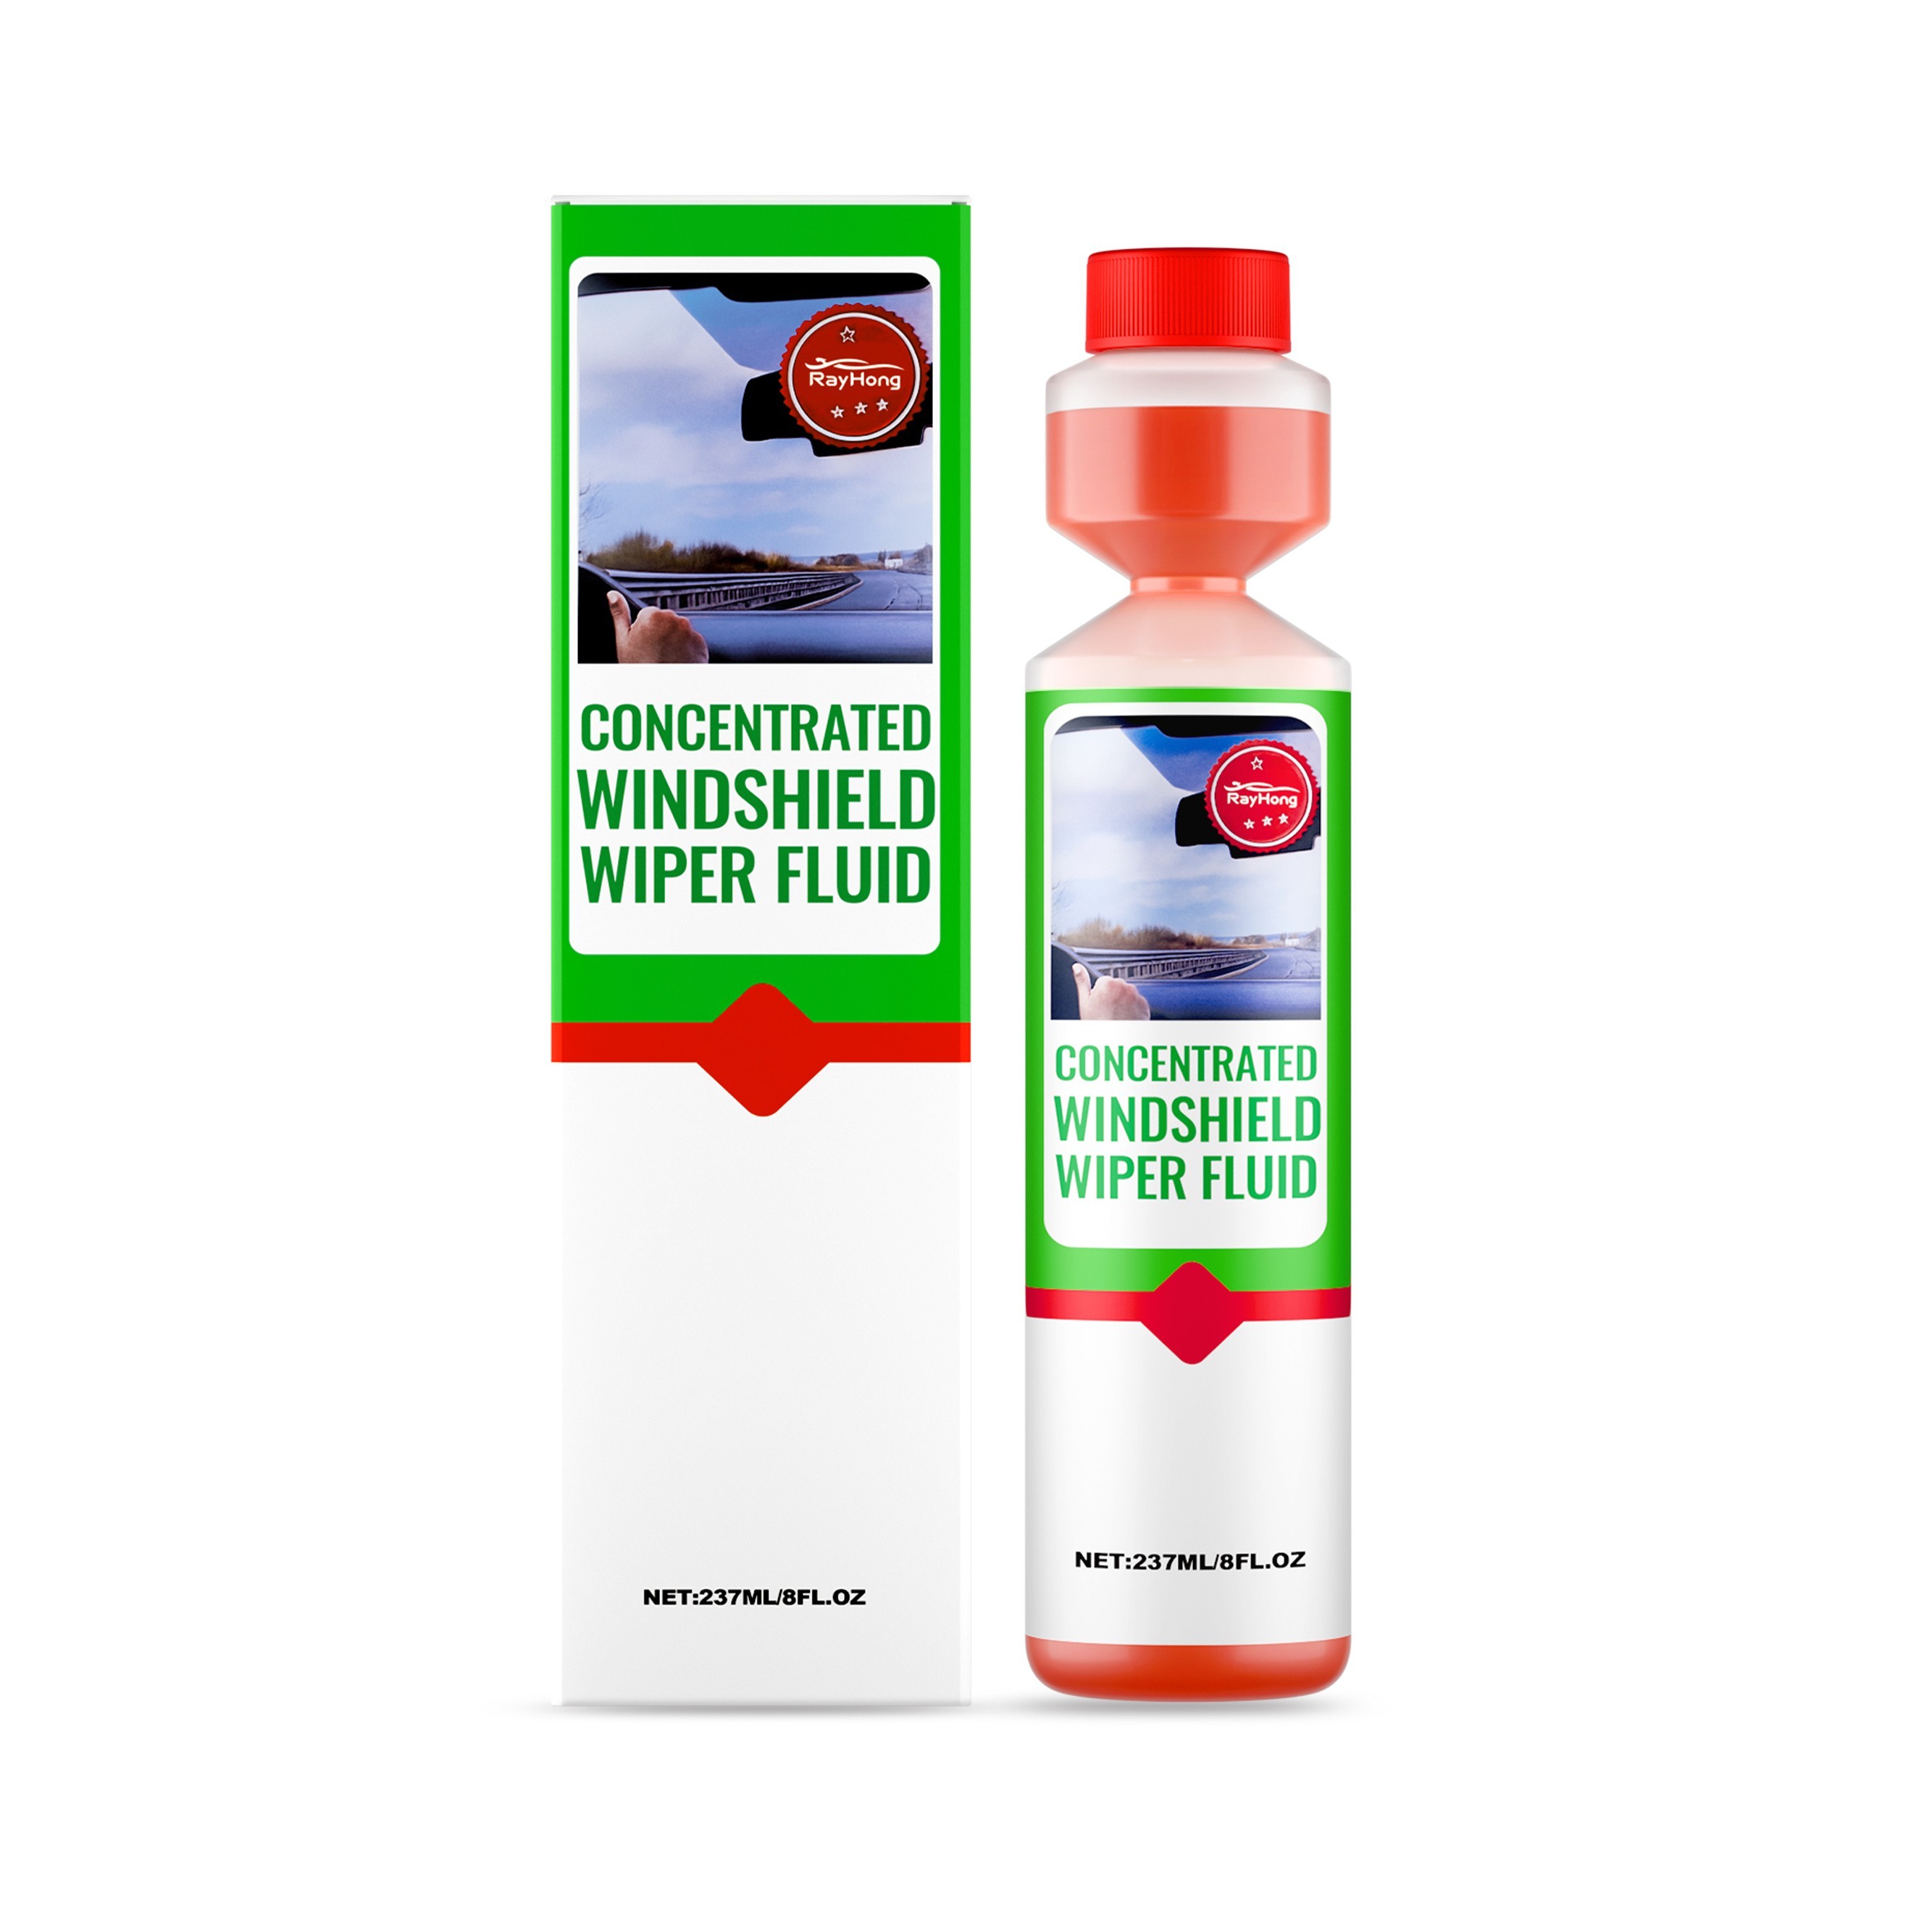 RayHong
CONCENTRATED
WINDSHIELD
WIPER FLUID
NET:237ML/8FL.OZ
RayHong
CONCENTRATED
WINDSHIELD
WIPER FLUID
NET:237ML/8FL.OZ